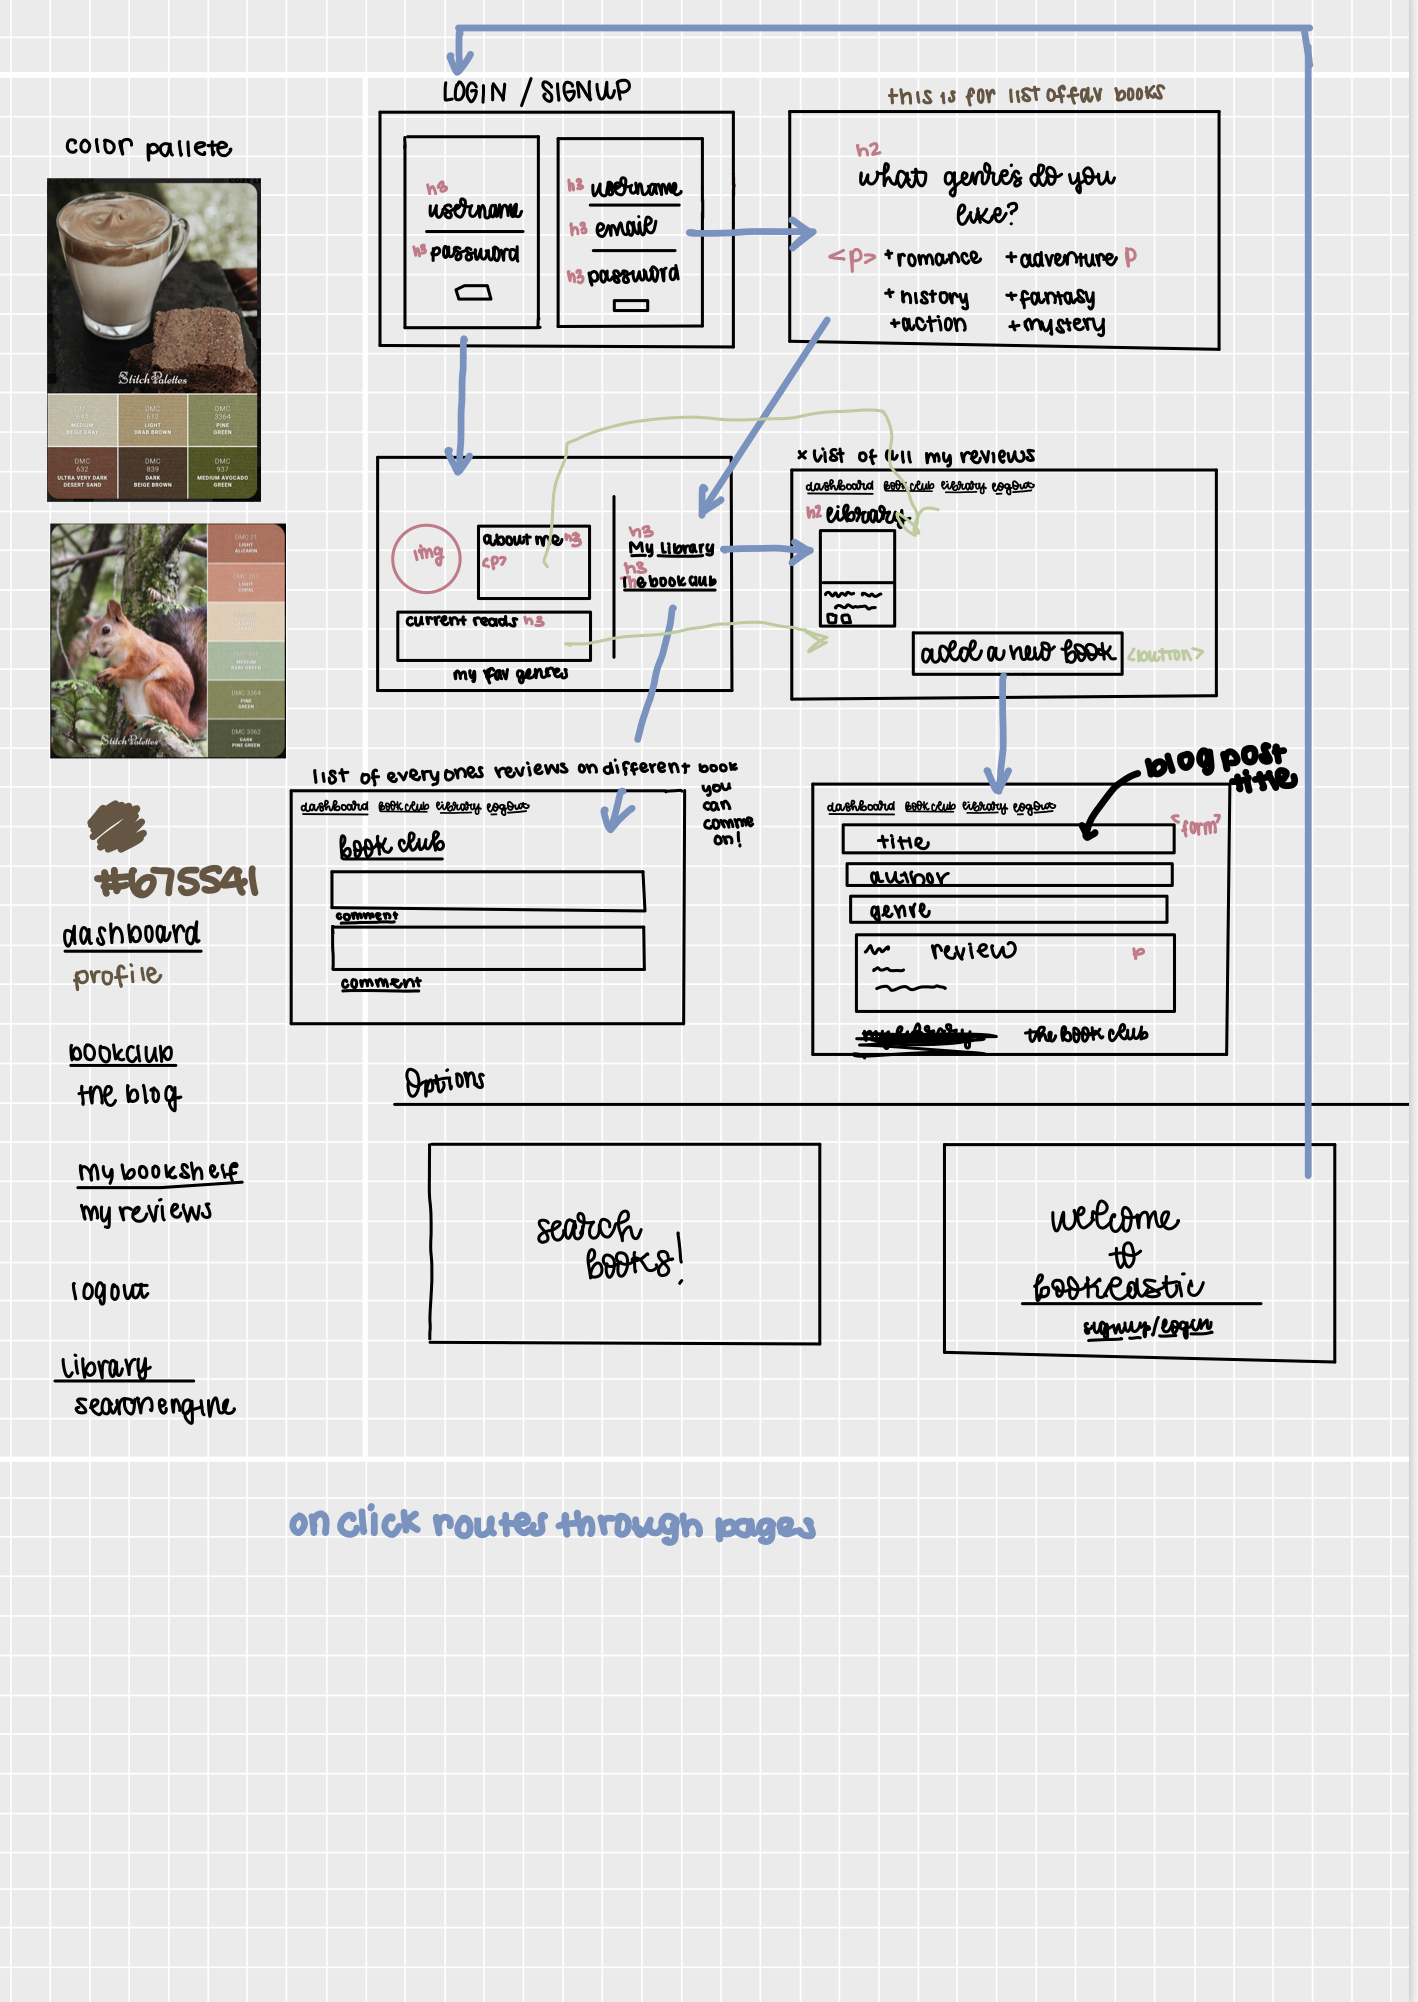 LOGIN / SIGNUP
this is for list of fav books
color pallete
h3
username
h3 password
h3 username
h3 email
h3 password
h2
what genre's do you
like?
<p> + romance + adventure p
+ history + fantasy
+ action + mystery
Stitch Palettes
DMC
DMC
612
DMC
3364
MEDIUM
BEIGE GRAY
LIGHT
DRAB BROWN
PINE
GREEN
DMC
632
DMC
839
DMC
937
ULTRA VERY DARK
DESERT SAND
DARK
BEIGE BROWN
MEDIUM AVOCADO
GREEN
img
about me h3
<p>
h3
My Library
h3
The book club
current reads h3
my fav genres
x list of all my reviews
dashboard book club library logout
h2 library
add a new book <button>
DMC 21
LIGHT
ALIZARIN
LIGHT
CORAL
MEDIUM
DMC 3364
PINE
GREEN
DMC 3362
DARK
PINE GREEN
Stitch Palettes
list of everyones reviews on different book
you
can
comme
on!
dashboard book club library logout
book club
comment
comment
blog post
title
dashboard book club library logout
<form>
title
author
genre
review p
my library the book club
#675541
dashboard
profile
bookclub
the blog
my bookshelf
my reviews
logout
library
search engine
Options
search
books!
welcome
to
booktastic
signup/login
on click routes through pages